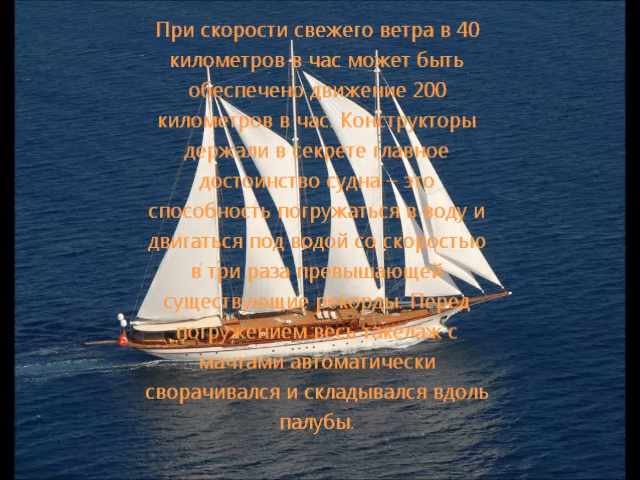 При скорости свежего ветра в 40
километров в час может быть
обеспечено движение 200
километров в час. Конструкторы
держали в секрете главное
достоинство судна – это
способность погружаться в воду и
двигаться под водой со скоростью
в три раза превышающей
существующие рекорды. Перед
погружением весь такелаж с
мачтами автоматически
сворачивался и складывался вдоль
палубы.